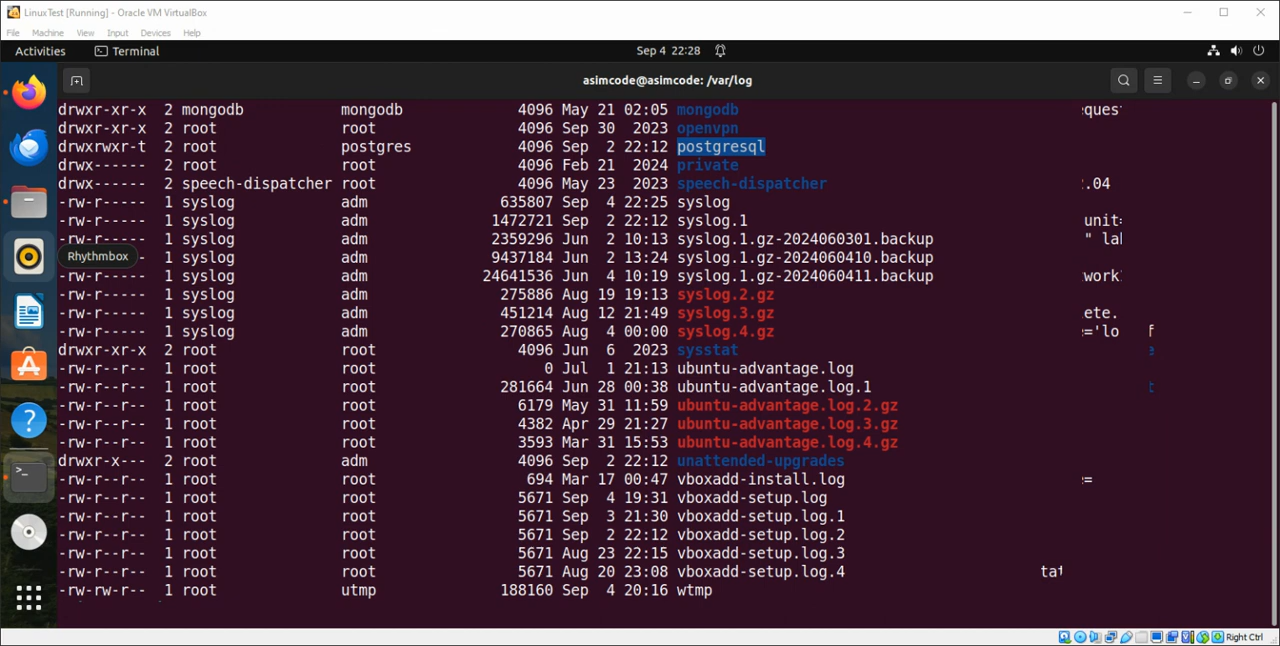 LinuxTest [Running] - Oracle VM VirtualBox
File Machine View Input Devices Help
Activities Terminal Sep 4 22:28
asimcode@asimcode: /var/log
drwxr-xr-x 2 mongodb mongodb 4096 May 21 02:05 mongodb
drwxr-xr-x 2 root root 4096 Sep 30 2023 openvpn
drwxrwxr-t 2 root postgres 4096 Sep 2 22:12 postgresql
drwx------ 2 root root 4096 Feb 21 2024 private
drwx------ 2 speech-dispatcher root 4096 May 23 2023 speech-dispatcher :.04
-rw-r----- 1 syslog adm 635807 Sep 4 22:25 syslog
-rw-r----- 1 syslog adm 1472721 Sep 2 22:12 syslog.1 unit=
-rw-r----- 1 syslog adm 2359296 Jun 2 10:13 syslog.1.gz-2024060301.backup " lal
Rhythmbox ----- 1 syslog adm 9437184 Jun 2 13:24 syslog.1.gz-2024060410.backup
-rw-r----- 1 syslog adm 24641536 Jun 4 10:19 syslog.1.gz-2024060411.backup work
-rw-r----- 1 syslog adm 275886 Aug 19 19:13 syslog.2.gz
-rw-r----- 1 syslog adm 451214 Aug 12 21:49 syslog.3.gz lete.
-rw-r----- 1 syslog adm 270865 Aug 4 00:00 syslog.4.gz ='lo f
drwxr-xr-x 2 root root 4096 Jun 6 2023 sysstat e
-rw-r--r-- 1 root root 0 Jul 1 21:13 ubuntu-advantage.log
-rw-r--r-- 1 root root 281664 Jun 28 00:38 ubuntu-advantage.log.1 t
-rw-r--r-- 1 root root 6179 May 31 11:59 ubuntu-advantage.log.2.gz
-rw-r--r-- 1 root root 4382 Apr 29 21:27 ubuntu-advantage.log.3.gz
-rw-r--r-- 1 root root 3593 Mar 31 15:53 ubuntu-advantage.log.4.gz
drwxr-x--- 2 root adm 4096 Sep 2 22:12 unattended-upgrades
-rw-r--r-- 1 root root 694 Mar 17 00:47 vboxadd-install.log =
-rw-r--r-- 1 root root 5671 Sep 4 19:31 vboxadd-setup.log
-rw-r--r-- 1 root root 5671 Sep 3 21:30 vboxadd-setup.log.1
-rw-r--r-- 1 root root 5671 Sep 2 22:12 vboxadd-setup.log.2
-rw-r--r-- 1 root root 5671 Aug 23 22:15 vboxadd-setup.log.3
-rw-r--r-- 1 root root 5671 Aug 20 23:08 vboxadd-setup.log.4 tat
-rw-rw-r-- 1 root utmp 188160 Sep 4 20:16 wtmp
Right Ctrl